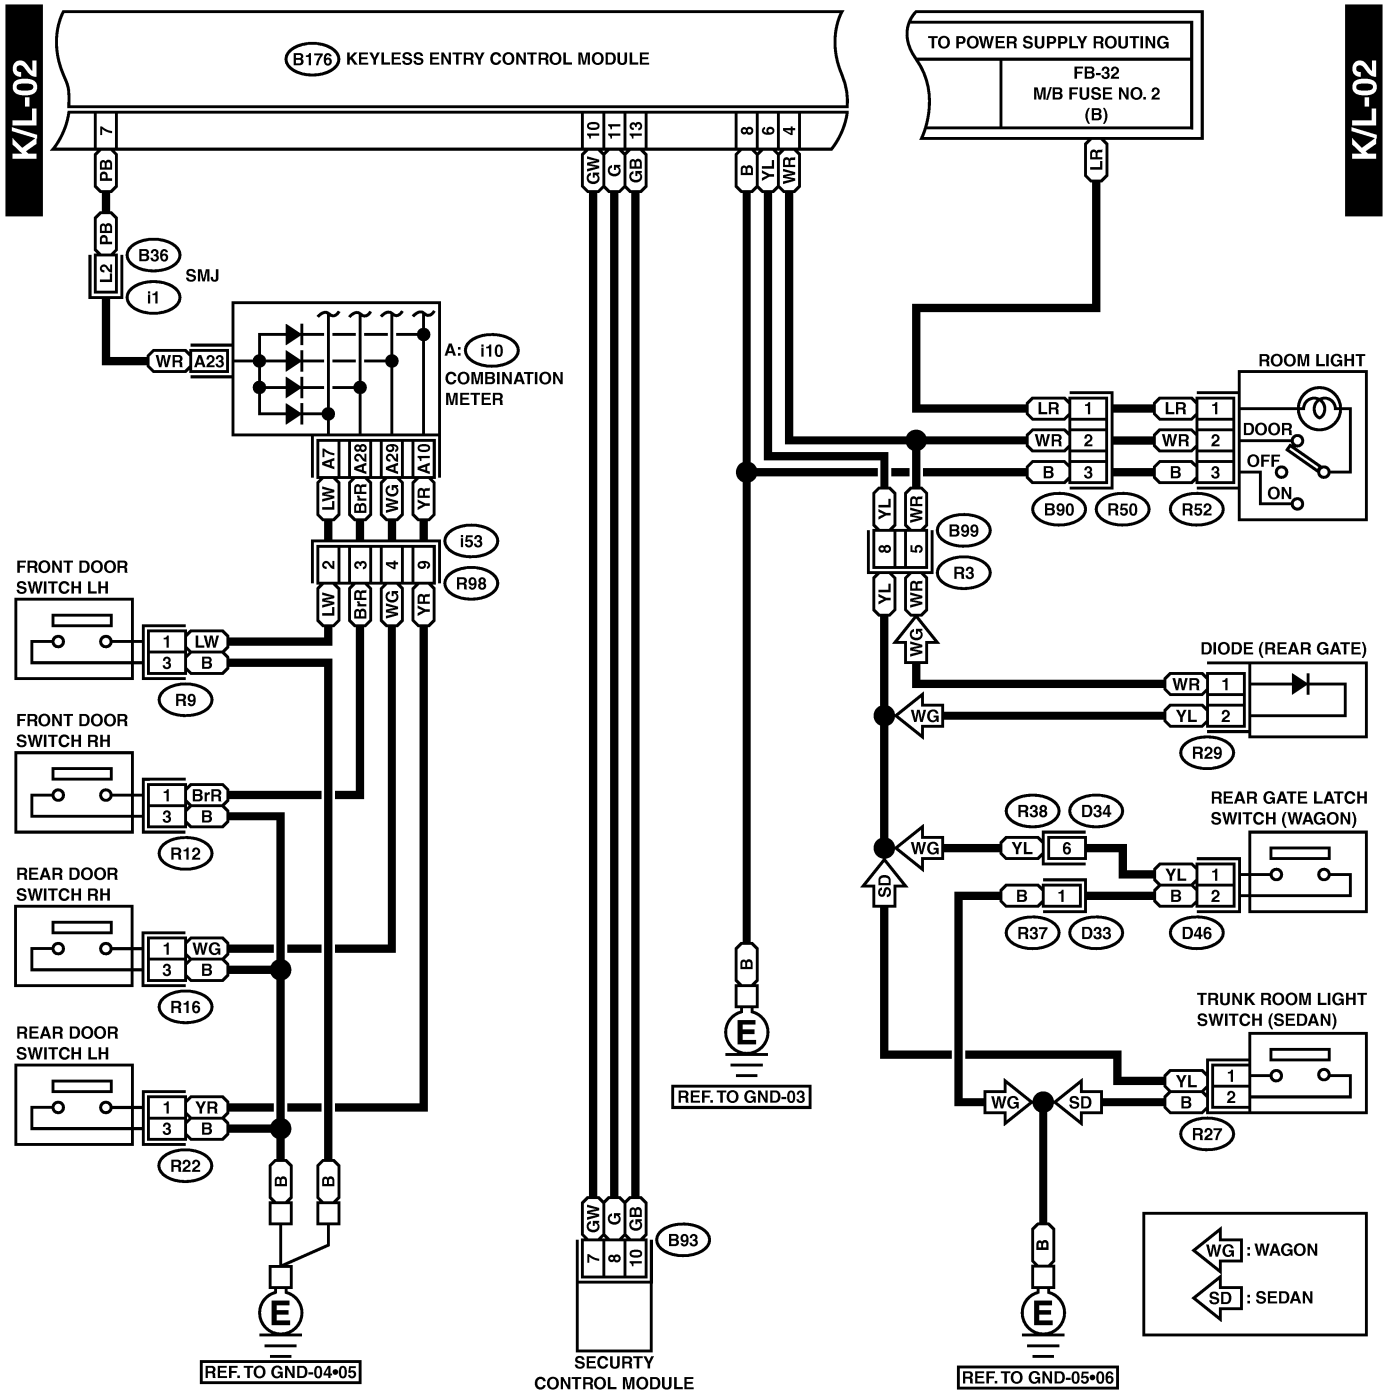 K/L-02
B176 KEYLESS ENTRY CONTROL MODULE
TO POWER SUPPLY ROUTING
FB-32
M/B FUSE NO. 2
(B)
K/L-02
7 10 11 13 8 6 4
PB GW G GB B YL WR LR
PB
L2
B36
SMJ
i1
WR A23
A: i10
COMBINATION
METER
A7 A28 A29 A10
LW BrR WG YR
i53
2 3 4 9
R98
LW BrR WG YR
FRONT DOOR
SWITCH LH
1 LW
3 B
R9
FRONT DOOR
SWITCH RH
1 BrR
3 B
R12
REAR DOOR
SWITCH RH
1 WG
3 B
R16
REAR DOOR
SWITCH LH
1 YR
3 B
R22
B B
E
REF. TO GND-04•05
GW G GB
7 8 10
B93
SECURTY
CONTROL MODULE
B
E
REF. TO GND-03
ROOM LIGHT
LR 1 LR 1
WR 2 WR 2
B 3 B 3
DOOR
OFF
ON
B90 R50 R52
YL WR
B99
8 5
R3
YL WR
WG
DIODE (REAR GATE)
WR 1
WG YL 2
R29
REAR GATE LATCH
SWITCH (WAGON)
R38 D34
WG YL 6
YL 1
SD
B 1 B 2
R37 D33 D46
TRUNK ROOM LIGHT
SWITCH (SEDAN)
YL 1
WG SD B 2
R27
B
E
REF. TO GND-05•06
WG : WAGON
SD : SEDAN